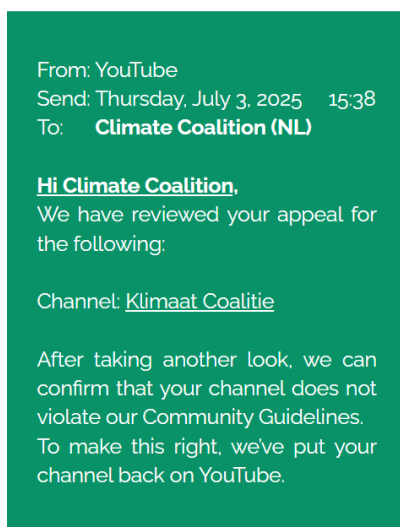 From: YouTube
Send: Thursday, July 3, 2025 15:38
To: Climate Coalition (NL)
Hi Climate Coalition,
We have reviewed your appeal for
the following:
Channel: Klimaat Coalitie
After taking another look, we can
confirm that your channel does not
violate our Community Guidelines.
To make this right, we've put your
channel back on YouTube.